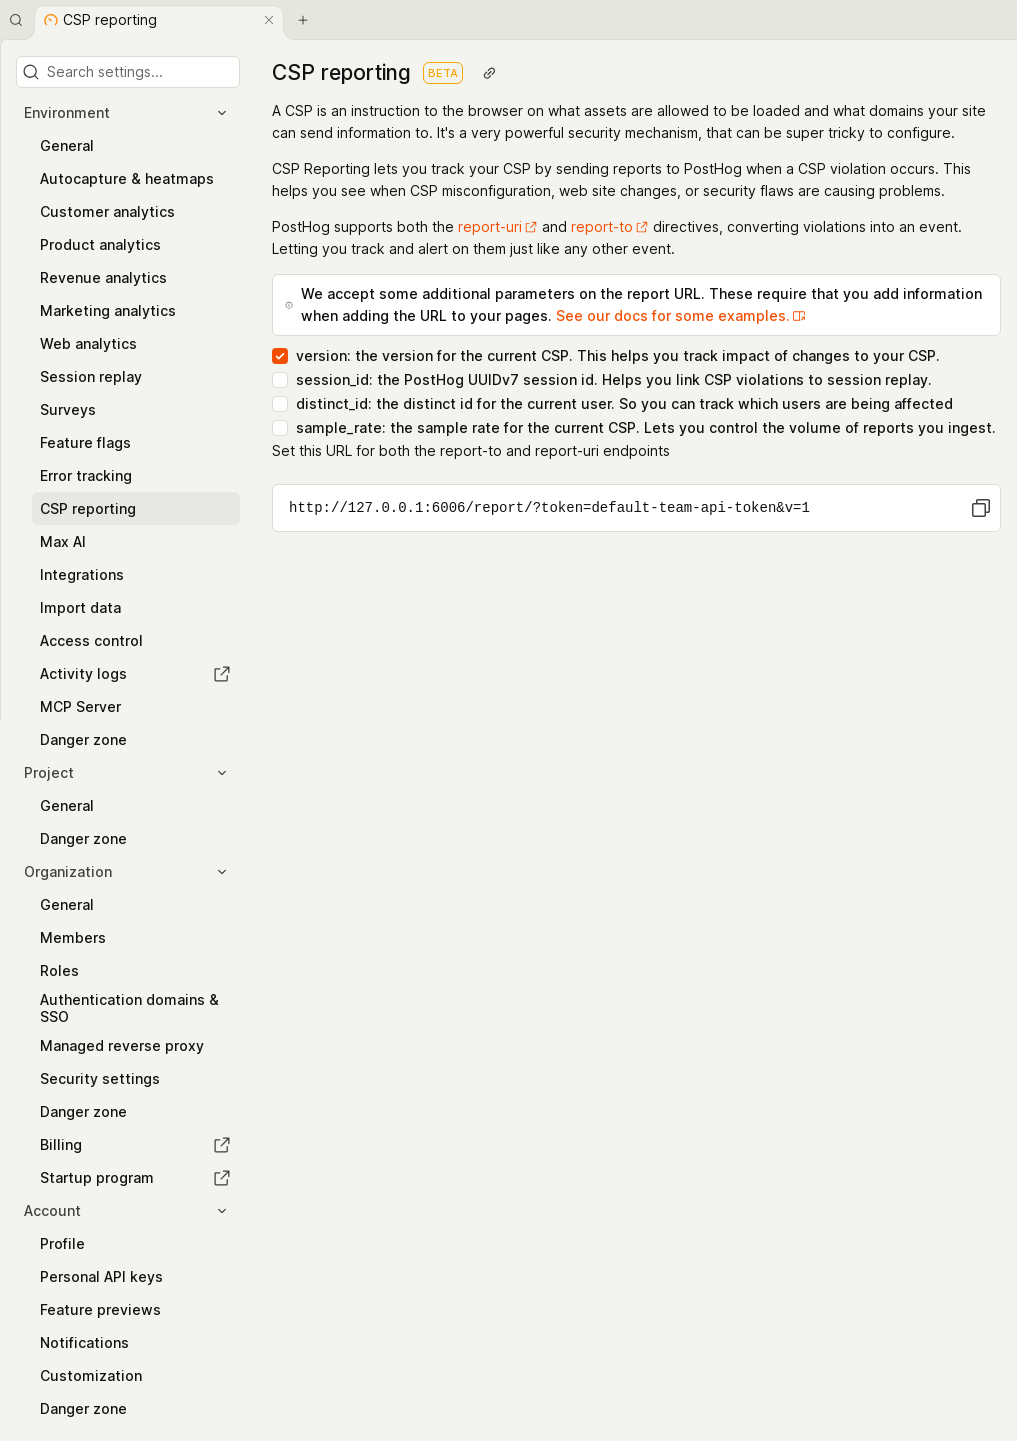 CSP reporting
Search settings...
Environment
General
Autocapture & heatmaps
Customer analytics
Product analytics
Revenue analytics
Marketing analytics
Web analytics
Session replay
Surveys
Feature flags
Error tracking
CSP reporting
Max AI
Integrations
Import data
Access control
Activity logs
MCP Server
Danger zone
Project
General
Danger zone
Organization
General
Members
Roles
Authentication domains &
SSO
Managed reverse proxy
Security settings
Danger zone
Billing
Startup program
Account
Profile
Personal API keys
Feature previews
Notifications
Customization
Danger zone
CSP reporting BETA
A CSP is an instruction to the browser on what assets are allowed to be loaded and what domains your site
can send information to. It's a very powerful security mechanism, that can be super tricky to configure.
CSP Reporting lets you track your CSP by sending reports to PostHog when a CSP violation occurs. This
helps you see when CSP misconfiguration, web site changes, or security flaws are causing problems.
PostHog supports both the report-uri and report-to directives, converting violations into an event.
Letting you track and alert on them just like any other event.
We accept some additional parameters on the report URL. These require that you add information
when adding the URL to your pages. See our docs for some examples.
version: the version for the current CSP. This helps you track impact of changes to your CSP.
session_id: the PostHog UUIDv7 session id. Helps you link CSP violations to session replay.
distinct_id: the distinct id for the current user. So you can track which users are being affected
sample_rate: the sample rate for the current CSP. Lets you control the volume of reports you ingest.
Set this URL for both the report-to and report-uri endpoints
http://127.0.0.1:6006/report/?token=default-team-api-token&v=1